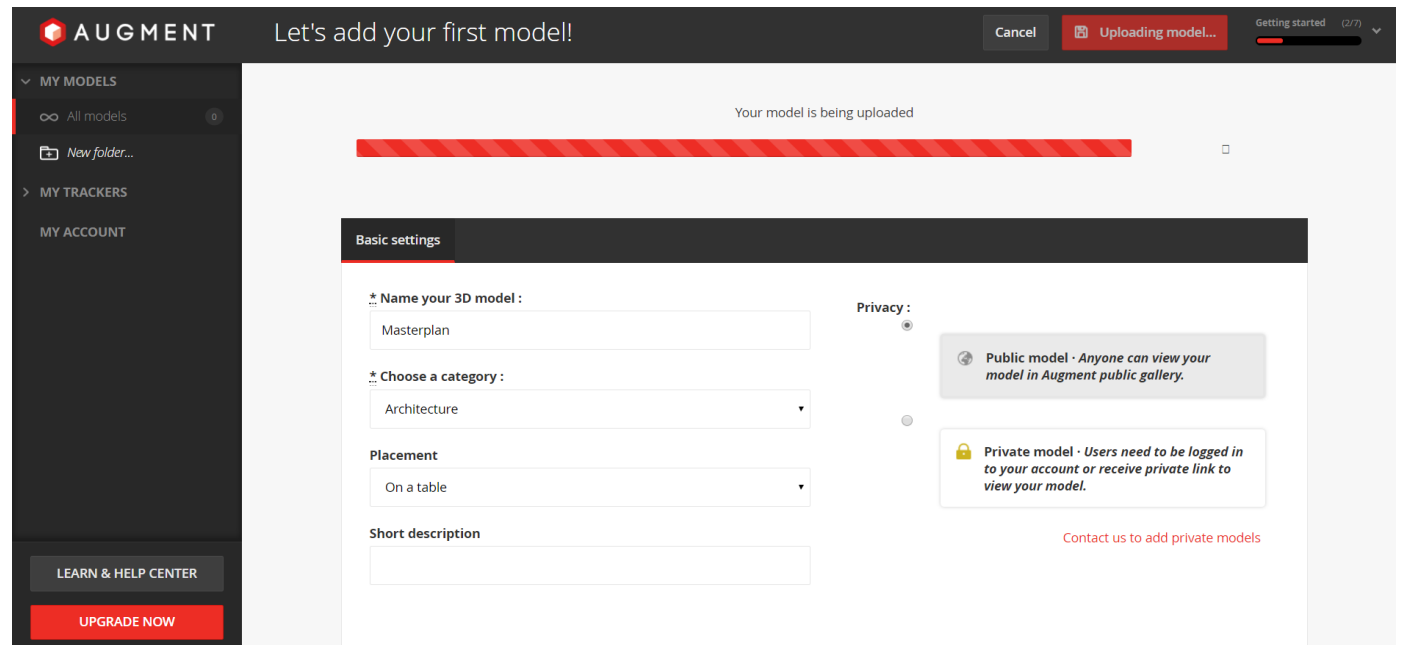 AUGMENT
Let's add your first model!
Cancel
Uploading model...
Getting started (2/7)
MY MODELS
All models 0
New folder...
MY TRACKERS
MY ACCOUNT
LEARN & HELP CENTER
UPGRADE NOW
Your model is being uploaded
Basic settings
* Name your 3D model :
Masterplan
* Choose a category :
Architecture
Placement
On a table
Short description
Privacy :
Public model · Anyone can view your
model in Augment public gallery.
Private model · Users need to be logged in
to your account or receive private link to
view your model.
Contact us to add private models